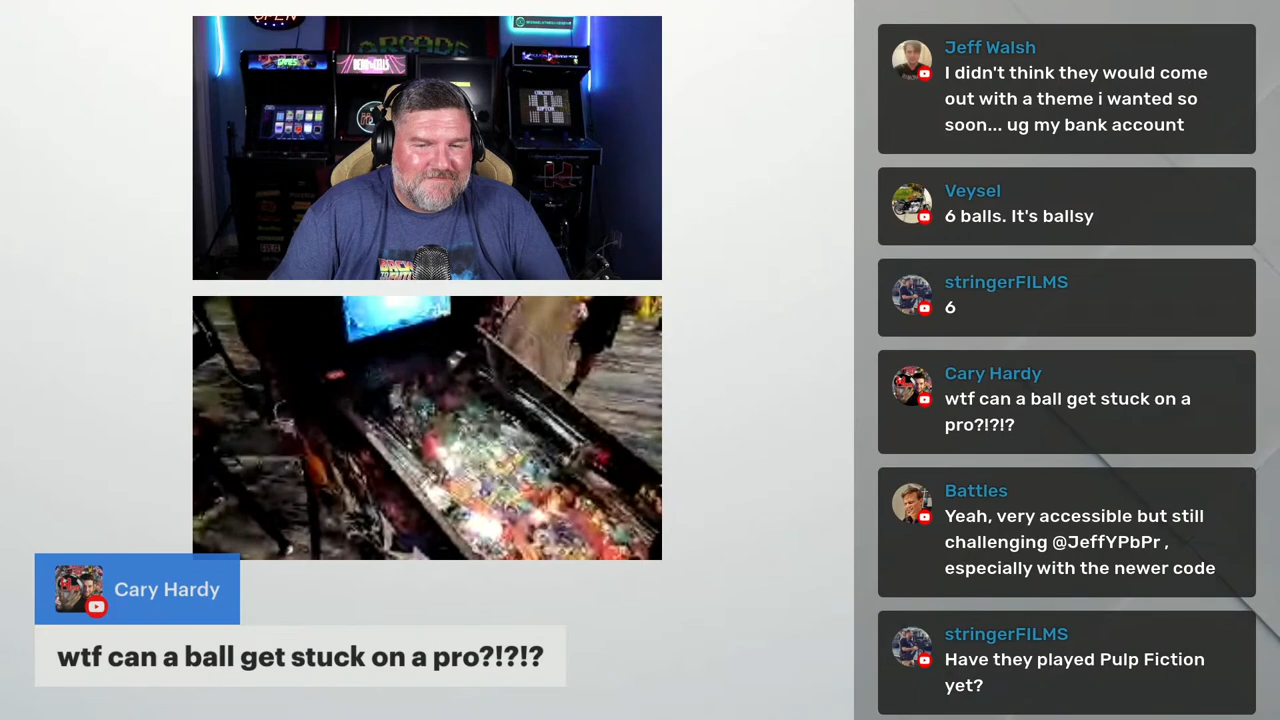 OPEN
ARCADE
Cary Hardy
wtf can a ball get stuck on a pro?!?!?
Jeff Walsh
I didn't think they would come
out with a theme i wanted so
soon... ug my bank account
Veysel
6 balls. It's ballsy
stringerFILMS
6
Cary Hardy
wtf can a ball get stuck on a
pro?!?!?
Battles
Yeah, very accessible but still
challenging @JeffYPbPr ,
especially with the newer code
stringerFILMS
Have they played Pulp Fiction
yet?